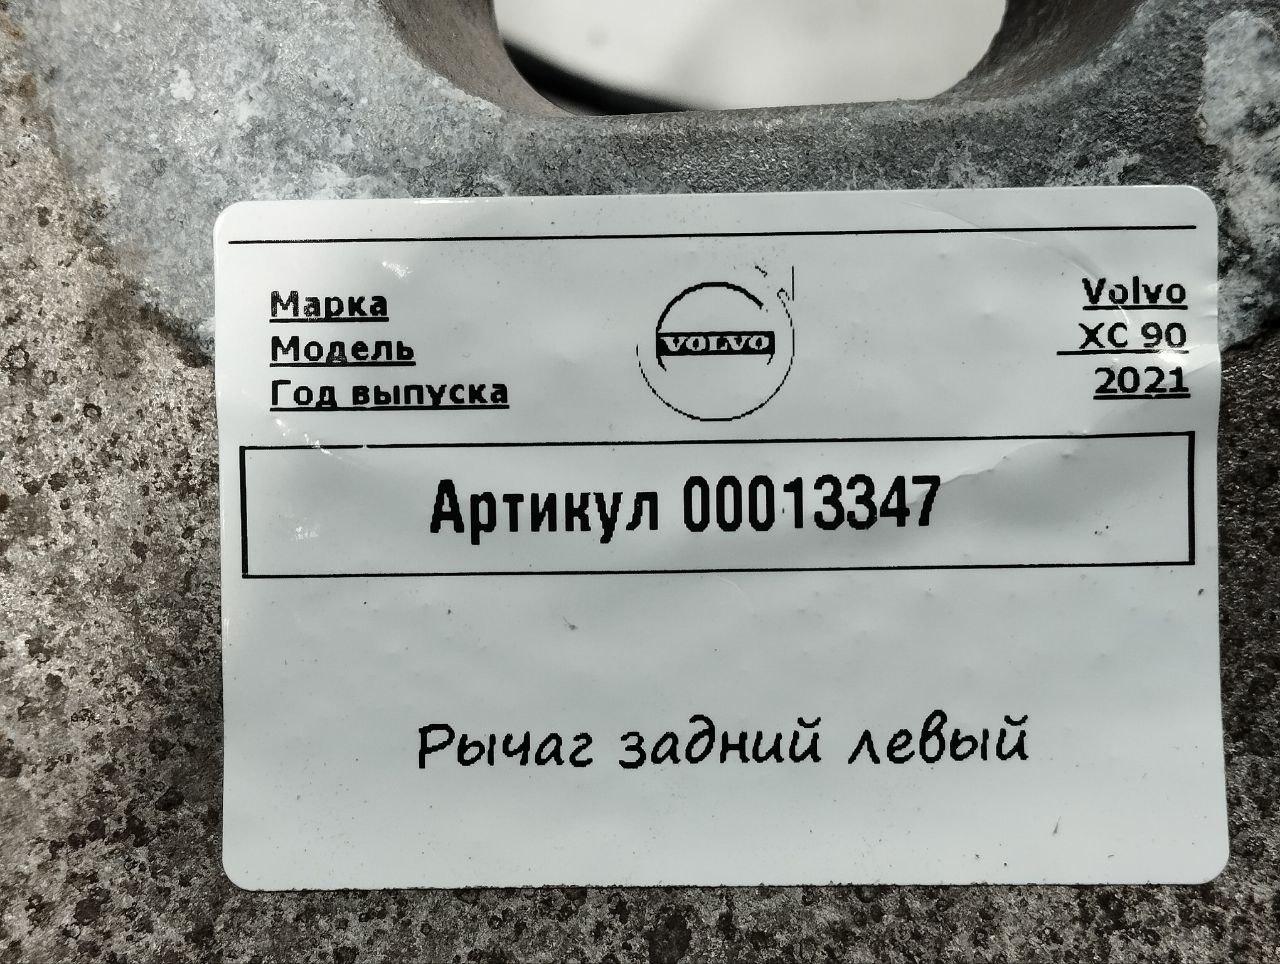 Марка
Модель
Год выпуска
VOLVO
Volvo
XC 90
2021
Артикул 00013347
Рычаг задний левый